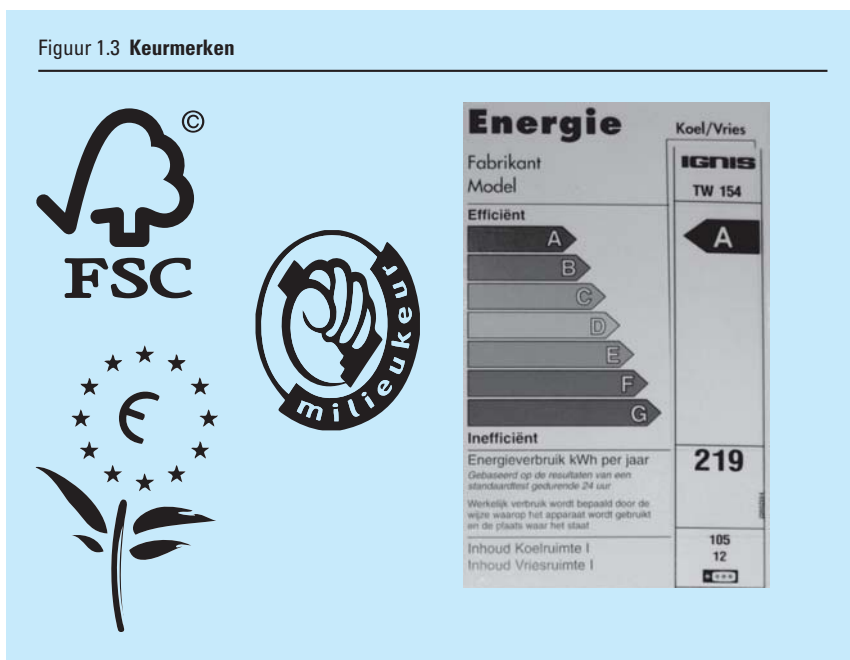 Figuur 1.3 Keurmerken
©
FSC
milieukeur
Energie
Koel/Vries
Fabrikant
IGNIS
Model
TW 154
Efficiënt
A
A
B
C
D
E
F
G
Inefficiënt
Energieverbruik kWh per jaar
219
Gebaseerd op de resultaten van een
standaardtest gedurende 24 uur
Werkelijk verbruik wordt bepaald door de
wijze waarop het apparaat wordt gebruikt
en de plaats waar het staat
Inhoud Koelruimte l
105
Inhoud Vriesruimte l
12